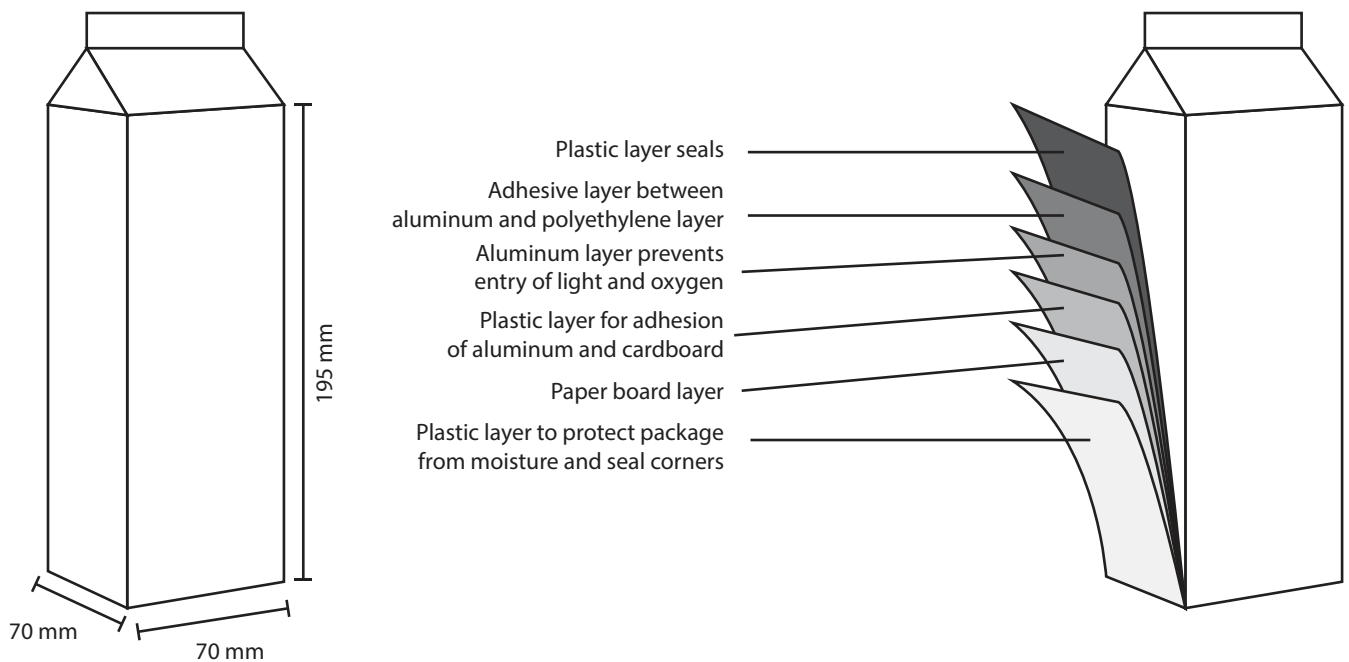 Plastic layer seals
Adhesive layer between
aluminum and polyethylene layer
Aluminum layer prevents
entry of light and oxygen
Plastic layer for adhesion
of aluminum and cardboard
Paper board layer
Plastic layer to protect package
from moisture and seal corners
195 mm
70 mm
70 mm